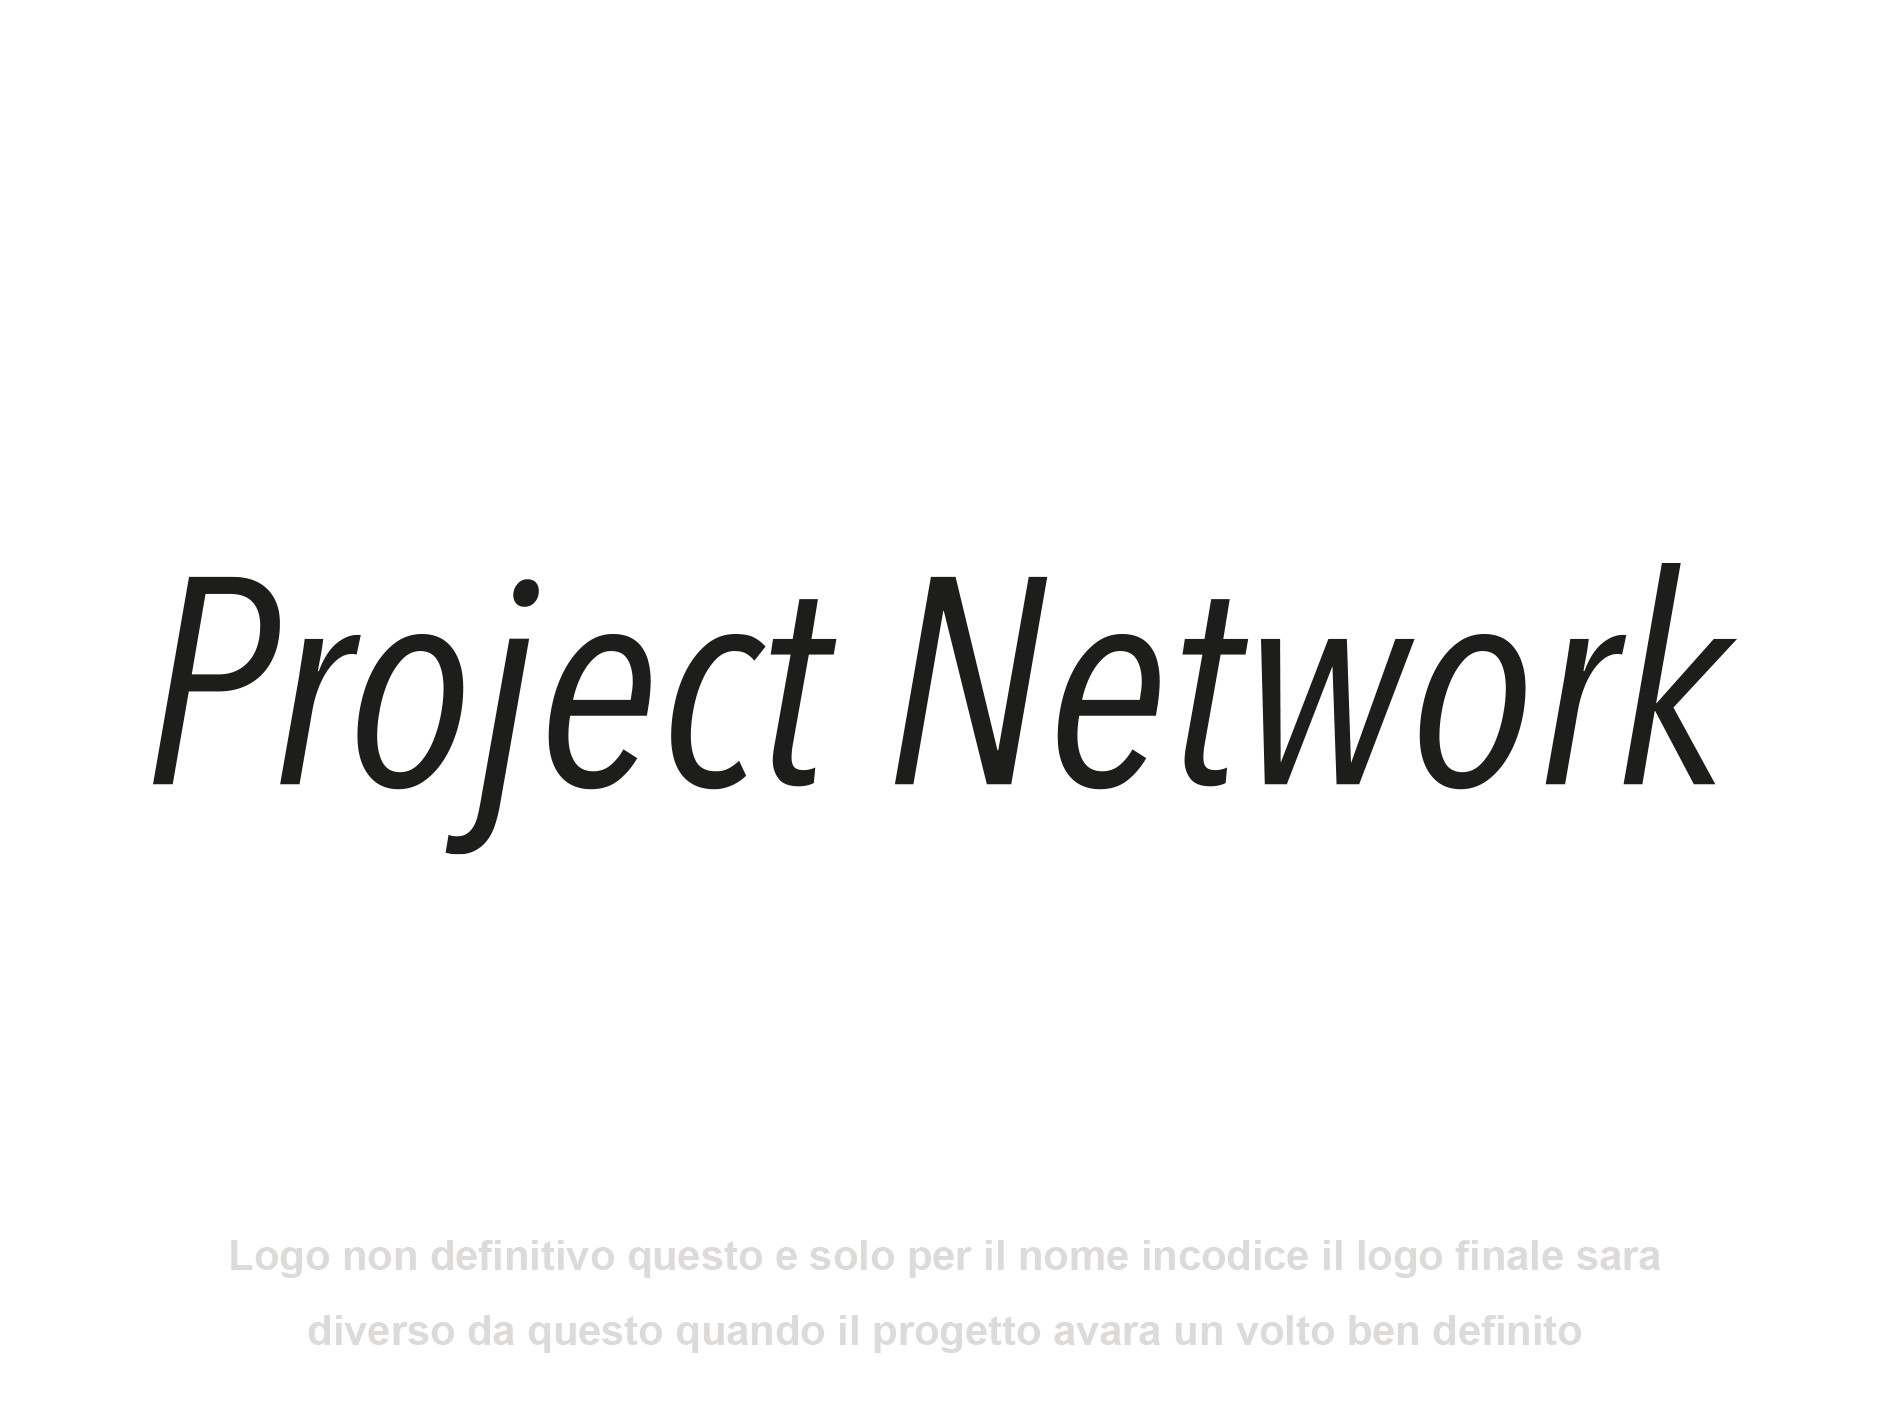 Project Network
Logo non definitivo questo e solo per il nome incodice il logo finale sara
diverso da questo quando il progetto avara un volto ben definito